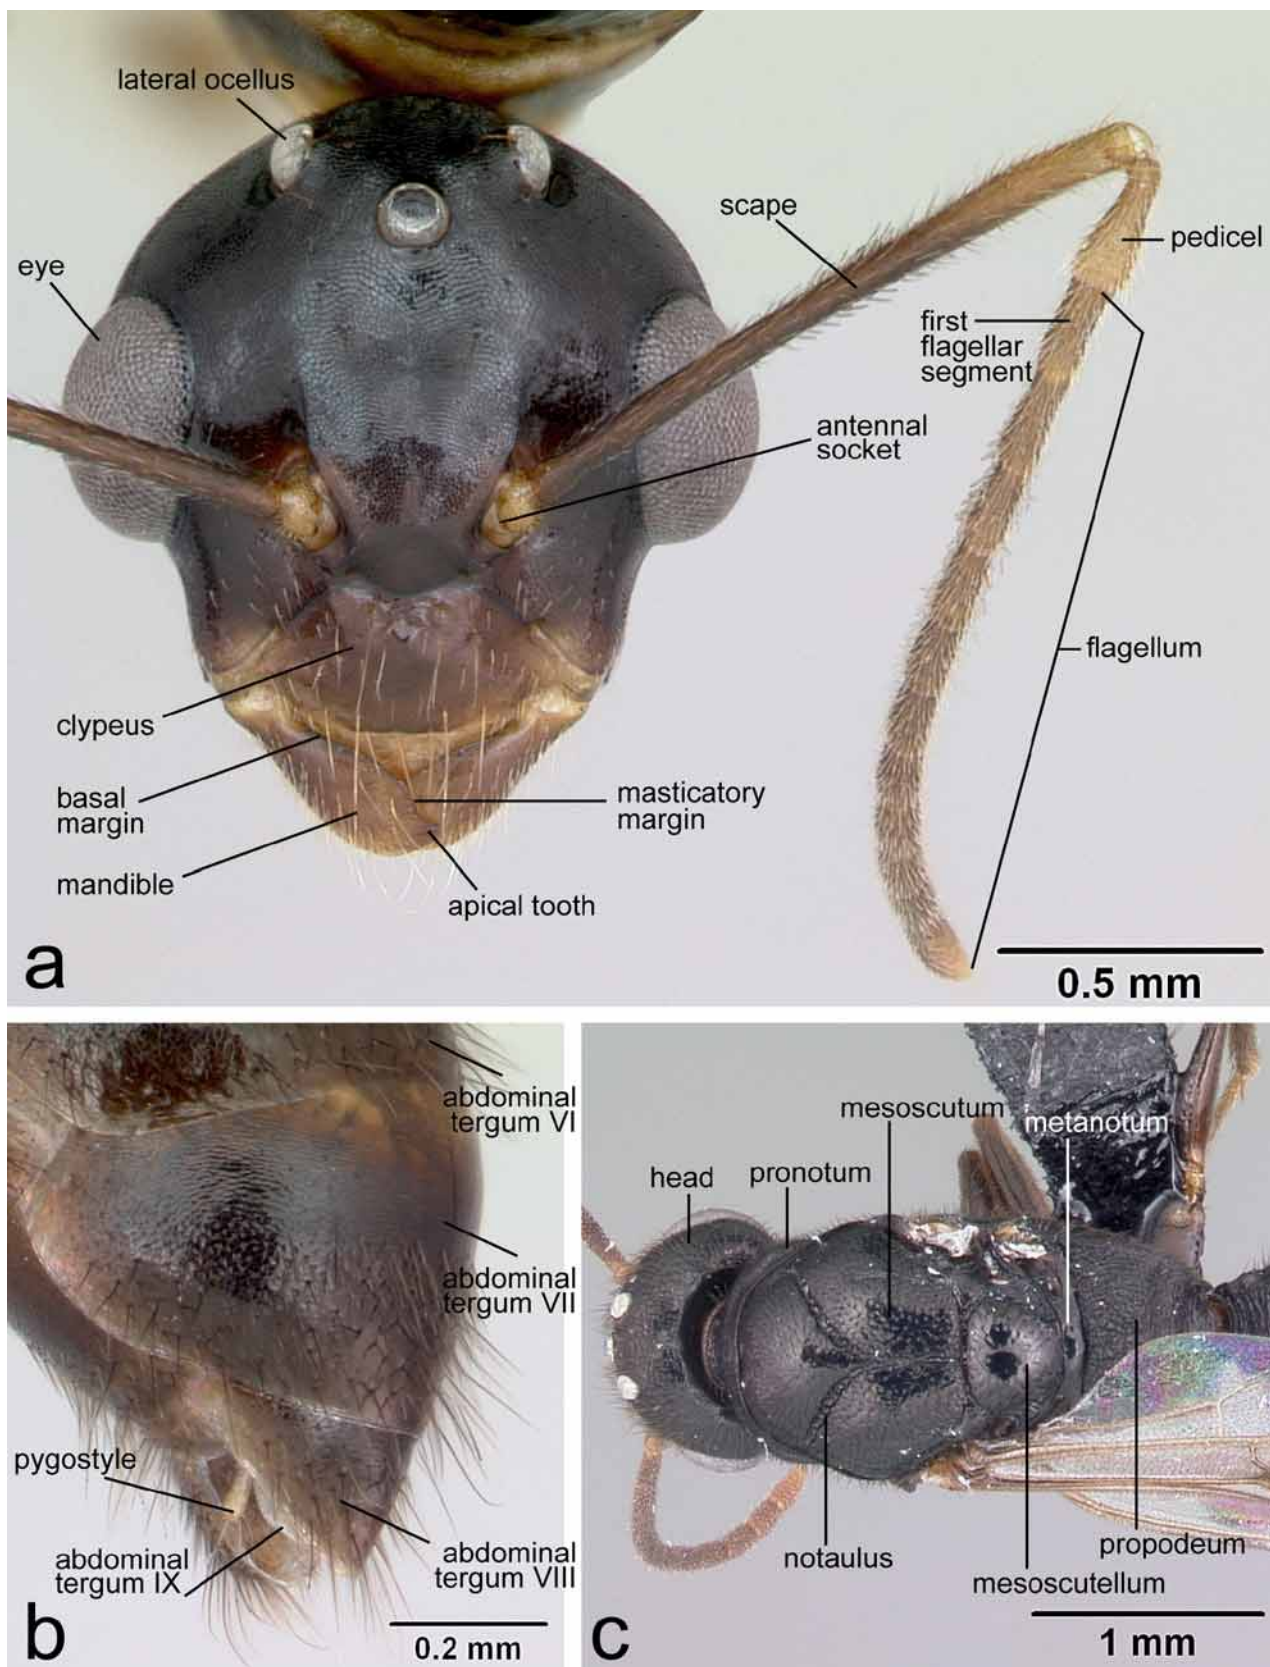 lateral ocellus
scape
pedicel
eye
first
flagellar
segment
antennal
socket
flagellum
clypeus
basal
margin
masticatory
margin
mandible
apical tooth
a
0.5 mm
abdominal
tergum VI
abdominal
tergum VII
pygostyle
abdominal
tergum IX
abdominal
tergum VIII
b
0.2 mm
mesoscutum
metanotum
head
pronotum
notaulus
propodeum
mesoscutellum
c
1 mm